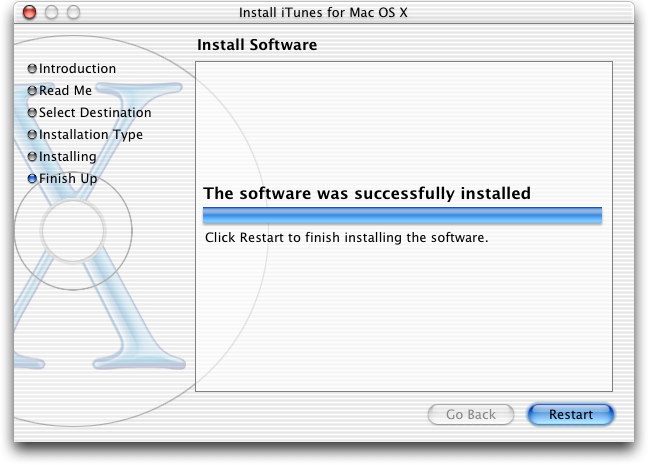 Install iTunes for Mac OS X
Install Software
Introduction
Read Me
Select Destination
Installation Type
Installing
Finish Up
The software was successfully installed
Click Restart to finish installing the software.
Go Back
Restart